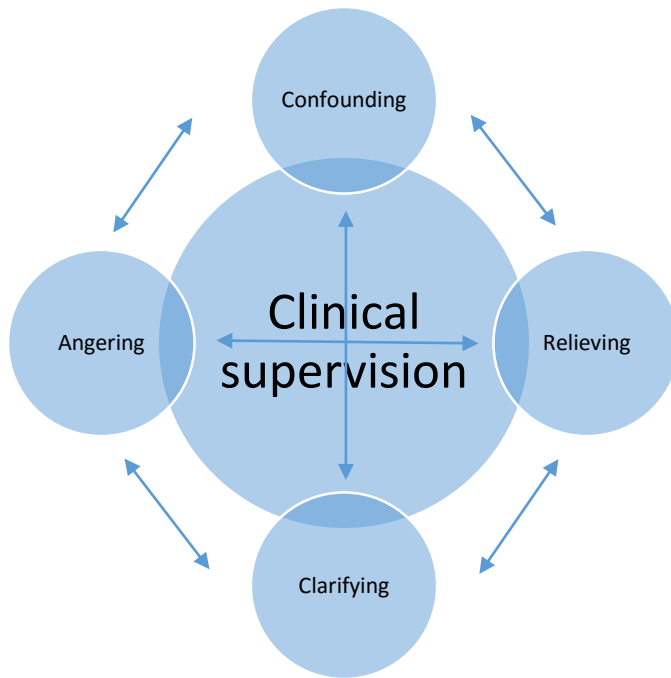 Confounding
Clinical
supervision
Angering
Relieving
Clarifying